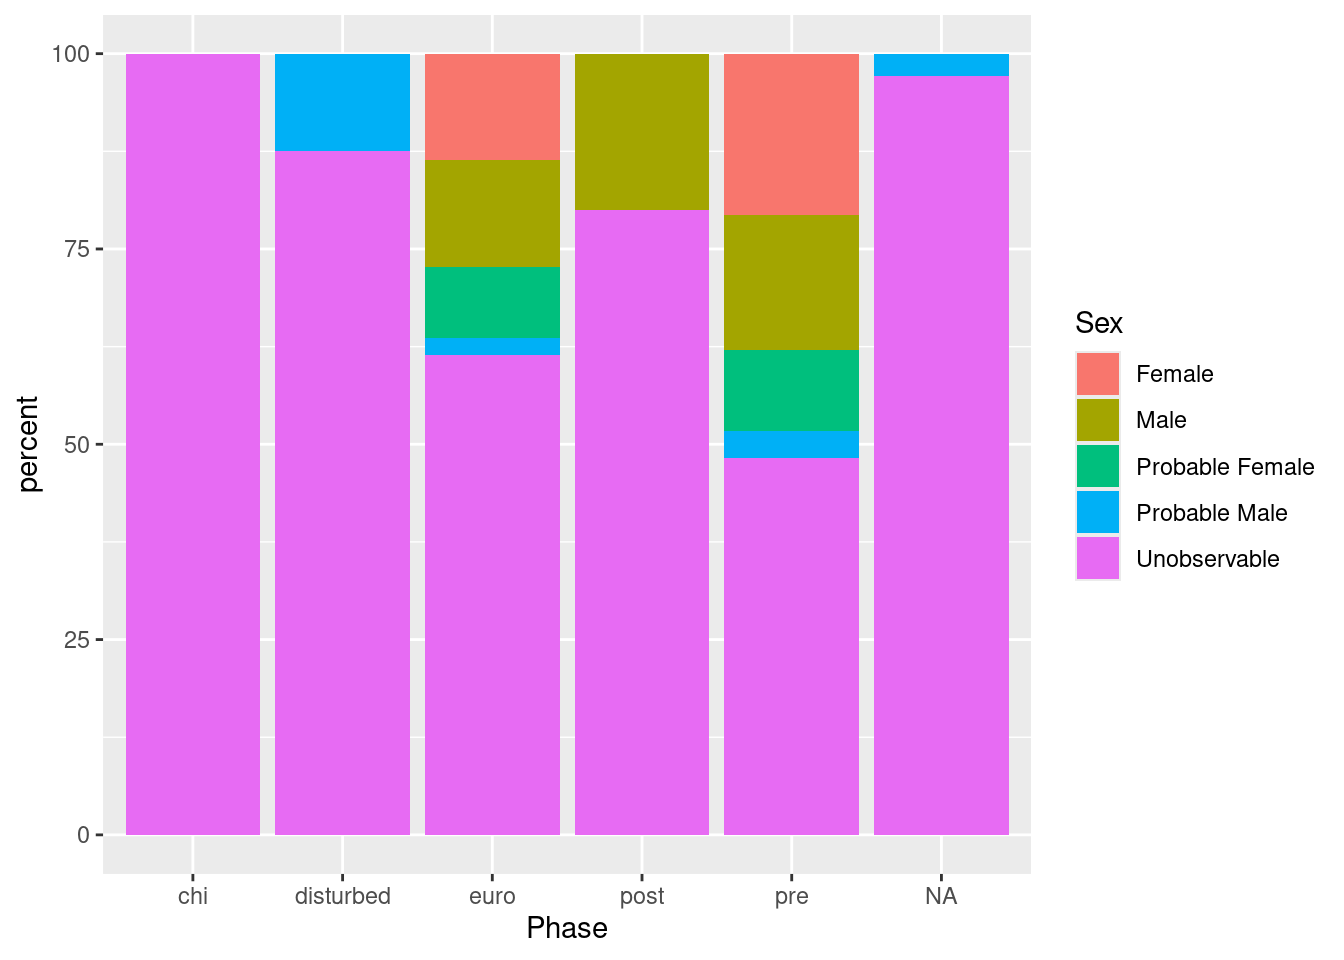 100
75
50
25
0
percent
chi
disturbed
euro
post
pre
NA
Phase
Sex
Female
Male
Probable Female
Probable Male
Unobservable